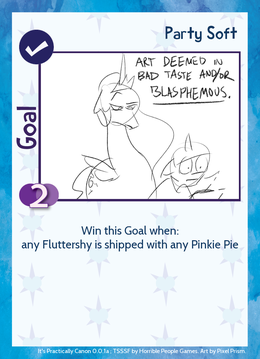 Party Soft
ART DEEMED IN
BAD TASTE AND/OR
BLASPHEMOUS.
Goal
2
Win this Goal when:
any Fluttershy is shipped with any Pinkie Pie
It's Practically Canon 0.0.1a; TSSSF by Horrible People Games. Art by Pixel Prism.